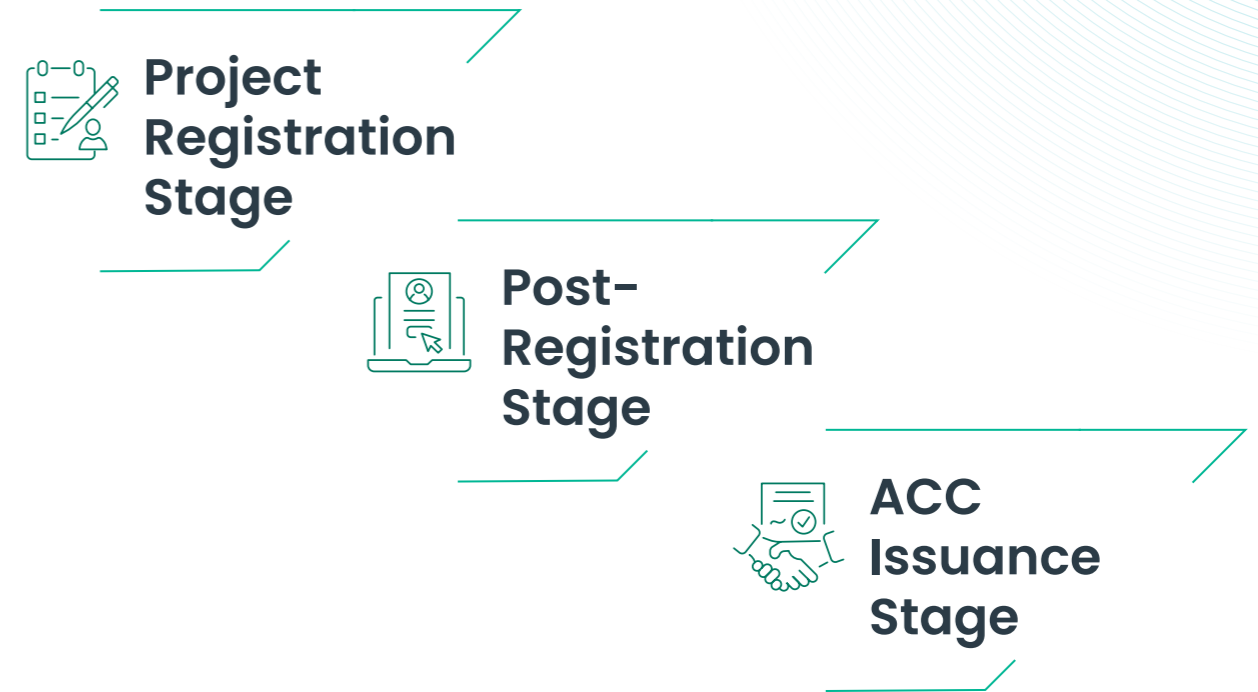 Project
Registration
Stage
Post-
Registration
Stage
ACC
Issuance
Stage